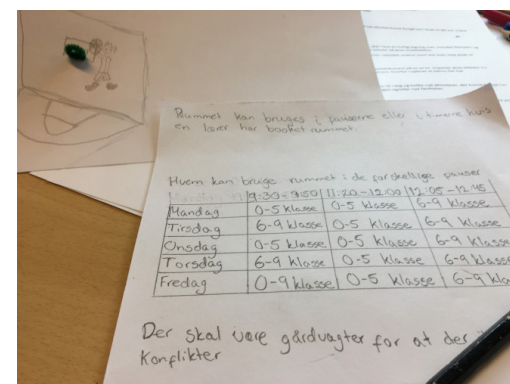 Rummet kan bruges i pauserne eller i timerne hvis
en lærer har booket rummet.
Hvem kan bruge rummet i de forskellige pauser
9:30-9:50 11:20-12:00 12:05-12:45
Mandag 0-5 klasse 0-5 klasse 6-9 klasse
Tirsdag 6-9 klasse 0-5 klasse 6-9 klasse
Onsdag 0-5 klasse 0-5 klasse 6-9 klasse
Torsdag 6-9 klasse 0-5 klasse 6-9 klasse
Fredag 0-9 klasse 0-5 klasse 6-9 kla
Der skal være gårdvagter for at der
Konflikter